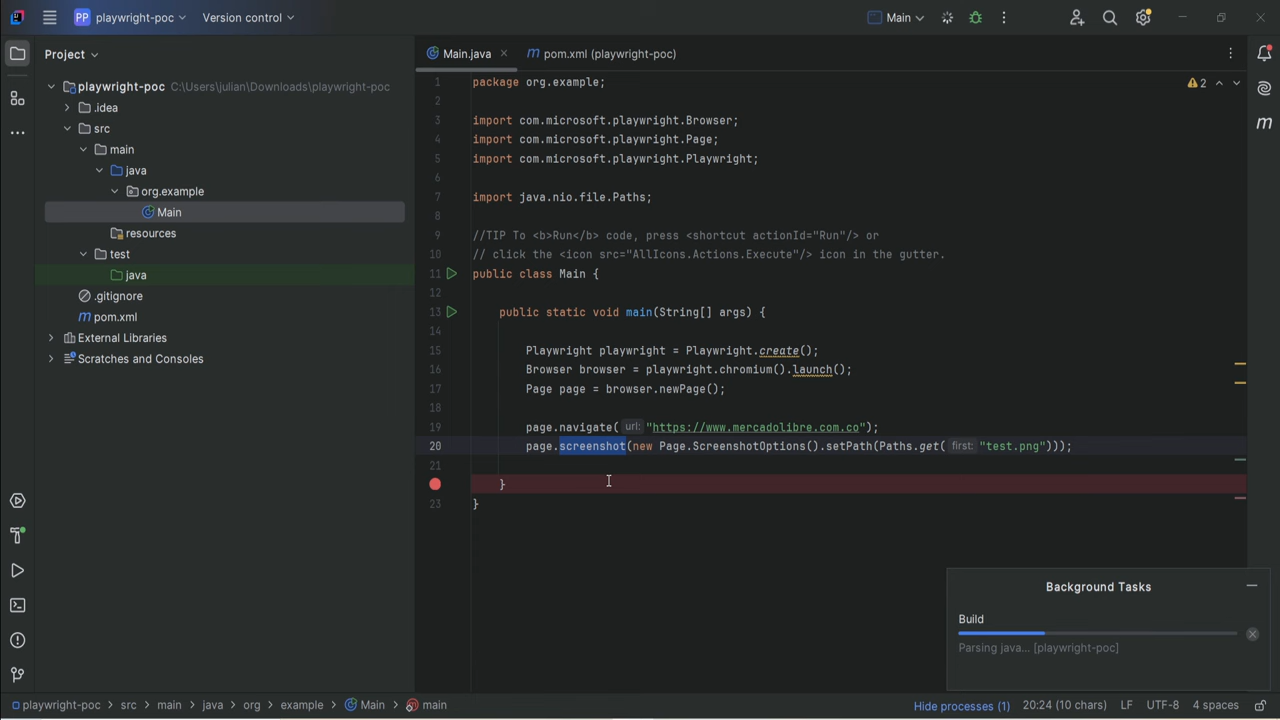 PP playwright-poc Version control Main
Project Main.java pom.xml (playwright-poc)
playwright-poc C:\Users\julian\Downloads\playwright-poc
.idea
src
main
java
org.example
Main
resources
test
java
.gitignore
m pom.xml
External Libraries
Scratches and Consoles
2
1 package org.example;
2
3 import com.microsoft.playwright.Browser;
4 import com.microsoft.playwright.Page;
5 import com.microsoft.playwright.Playwright;
6
7 import java.nio.file.Paths;
8
9 //TIP To <b>Run</b> code, press <shortcut actionId="Run"/> or
10 // click the <icon src="AllIcons.Actions.Execute"/> icon in the gutter.
11 public class Main {
12
13 public static void main(String[] args) {
14
15 Playwright playwright = Playwright.create();
16 Browser browser = playwright.chromium().launch();
17 Page page = browser.newPage();
18
19 page.navigate( url: "https://www.mercadolibre.com.co");
20 page.screenshot(new Page.ScreenshotOptions().setPath(Paths.get( first: "test.png")));
21
}
23 }
Background Tasks
Build
Parsing java... [playwright-poc]
playwright-poc > src > main > java > org > example > Main > main Hide processes (1) 20:24 (10 chars) LF UTF-8 4 spaces